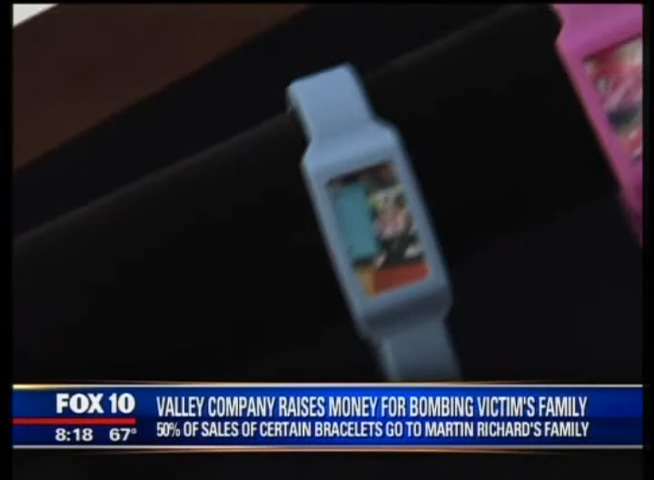 FOX 10
VALLEY COMPANY RAISES MONEY FOR BOMBING VICTIM'S FAMILY
8:18 67°
50% OF SALES OF CERTAIN BRACELETS GO TO MARTIN RICHARD'S FAMILY